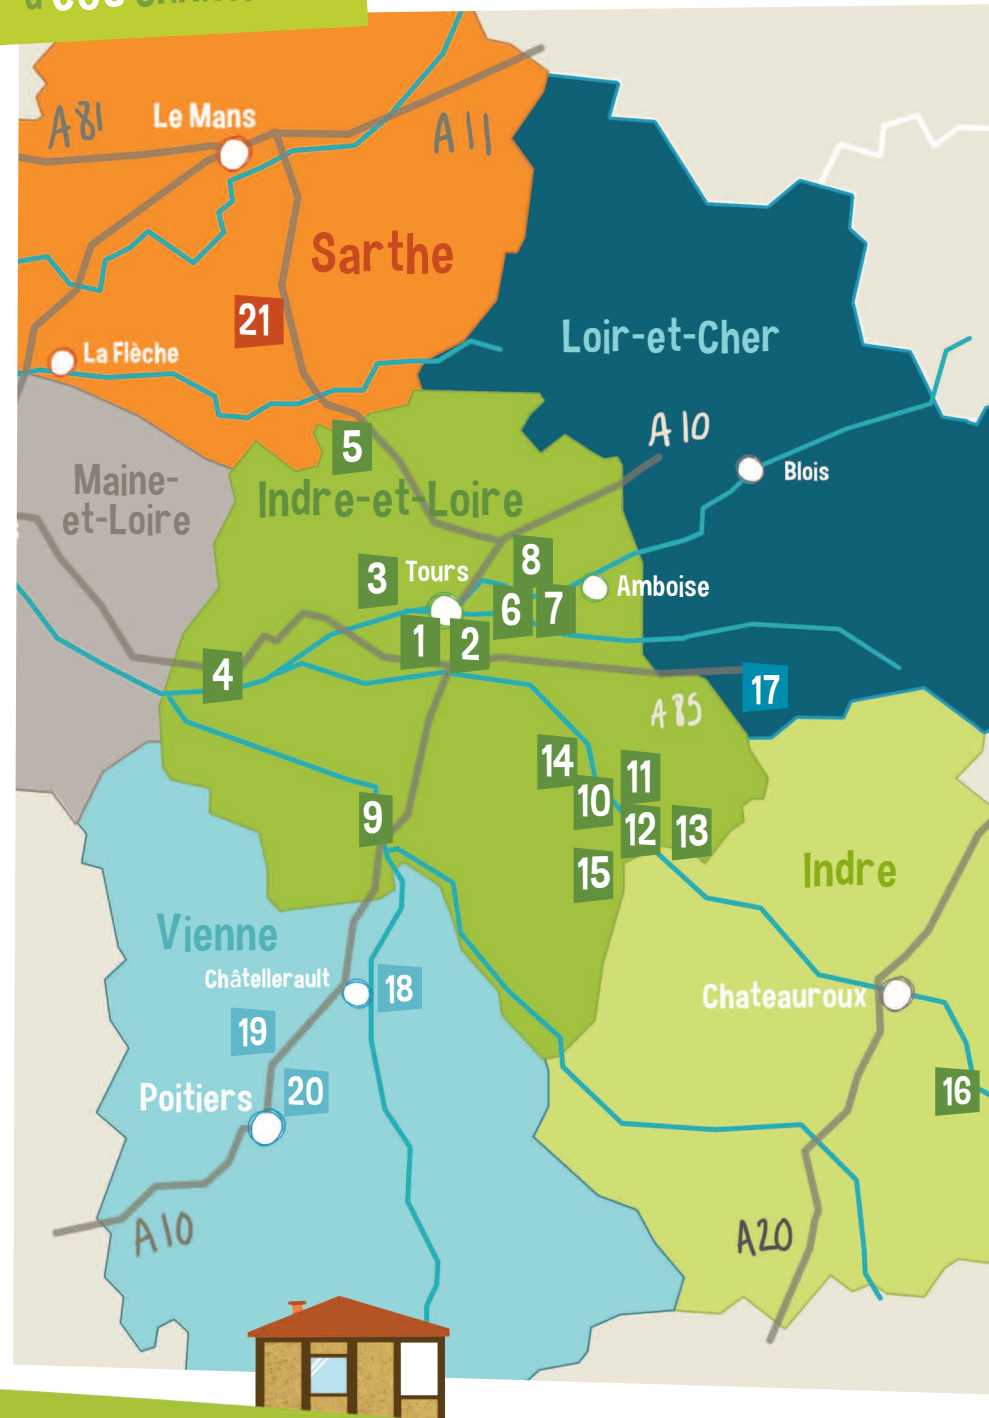 A81
Le Mans
A11
Sarthe
21
La Flèche
Loir-et-Cher
A10
Blois
5
Maine-
et-Loire
Indre-et-Loire
8
3
Tours
Amboise
6
7
1
2
4
17
A85
14
11
10
9
12
13
15
Indre
Vienne
Châtellerault
18
Chateauroux
19
20
16
Poitiers
A10
A20